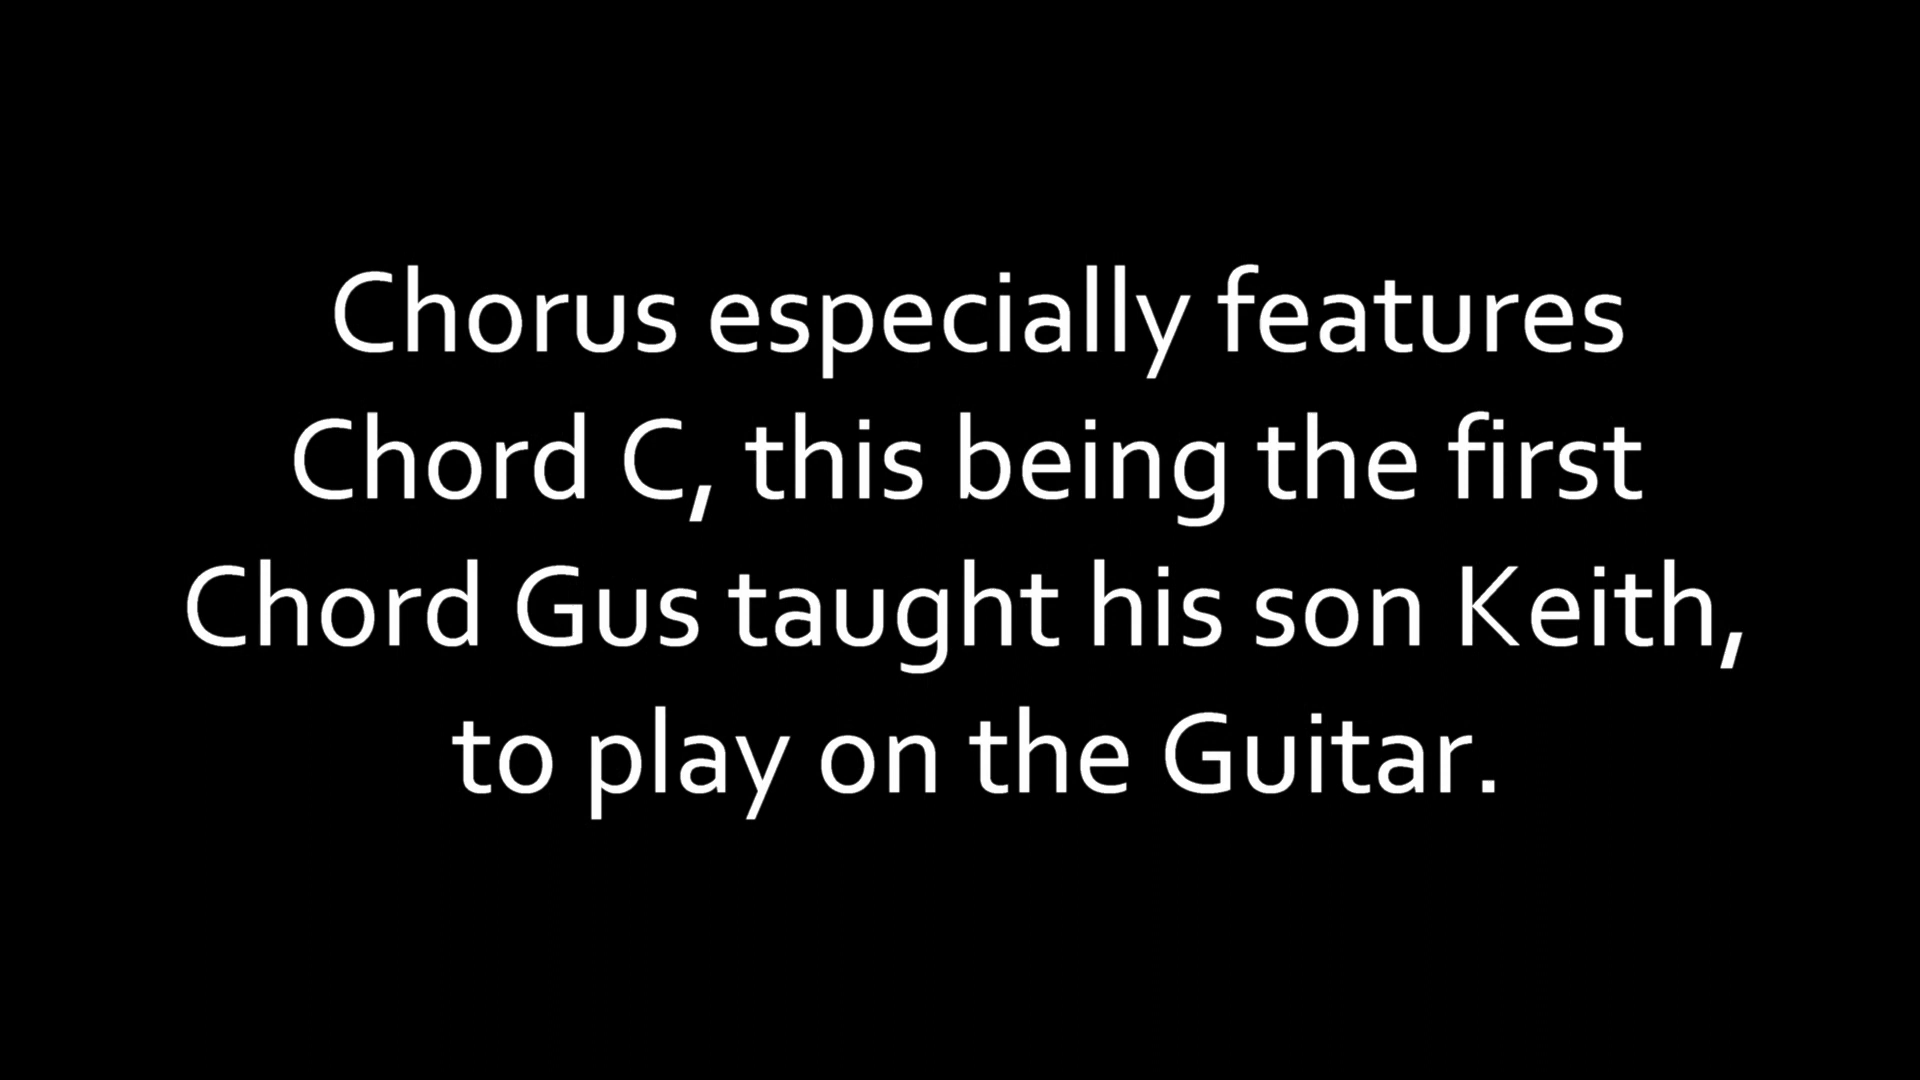 Chorus especially features
Chord C, this being the first
Chord Gus taught his son Keith,
to play on the Guitar.